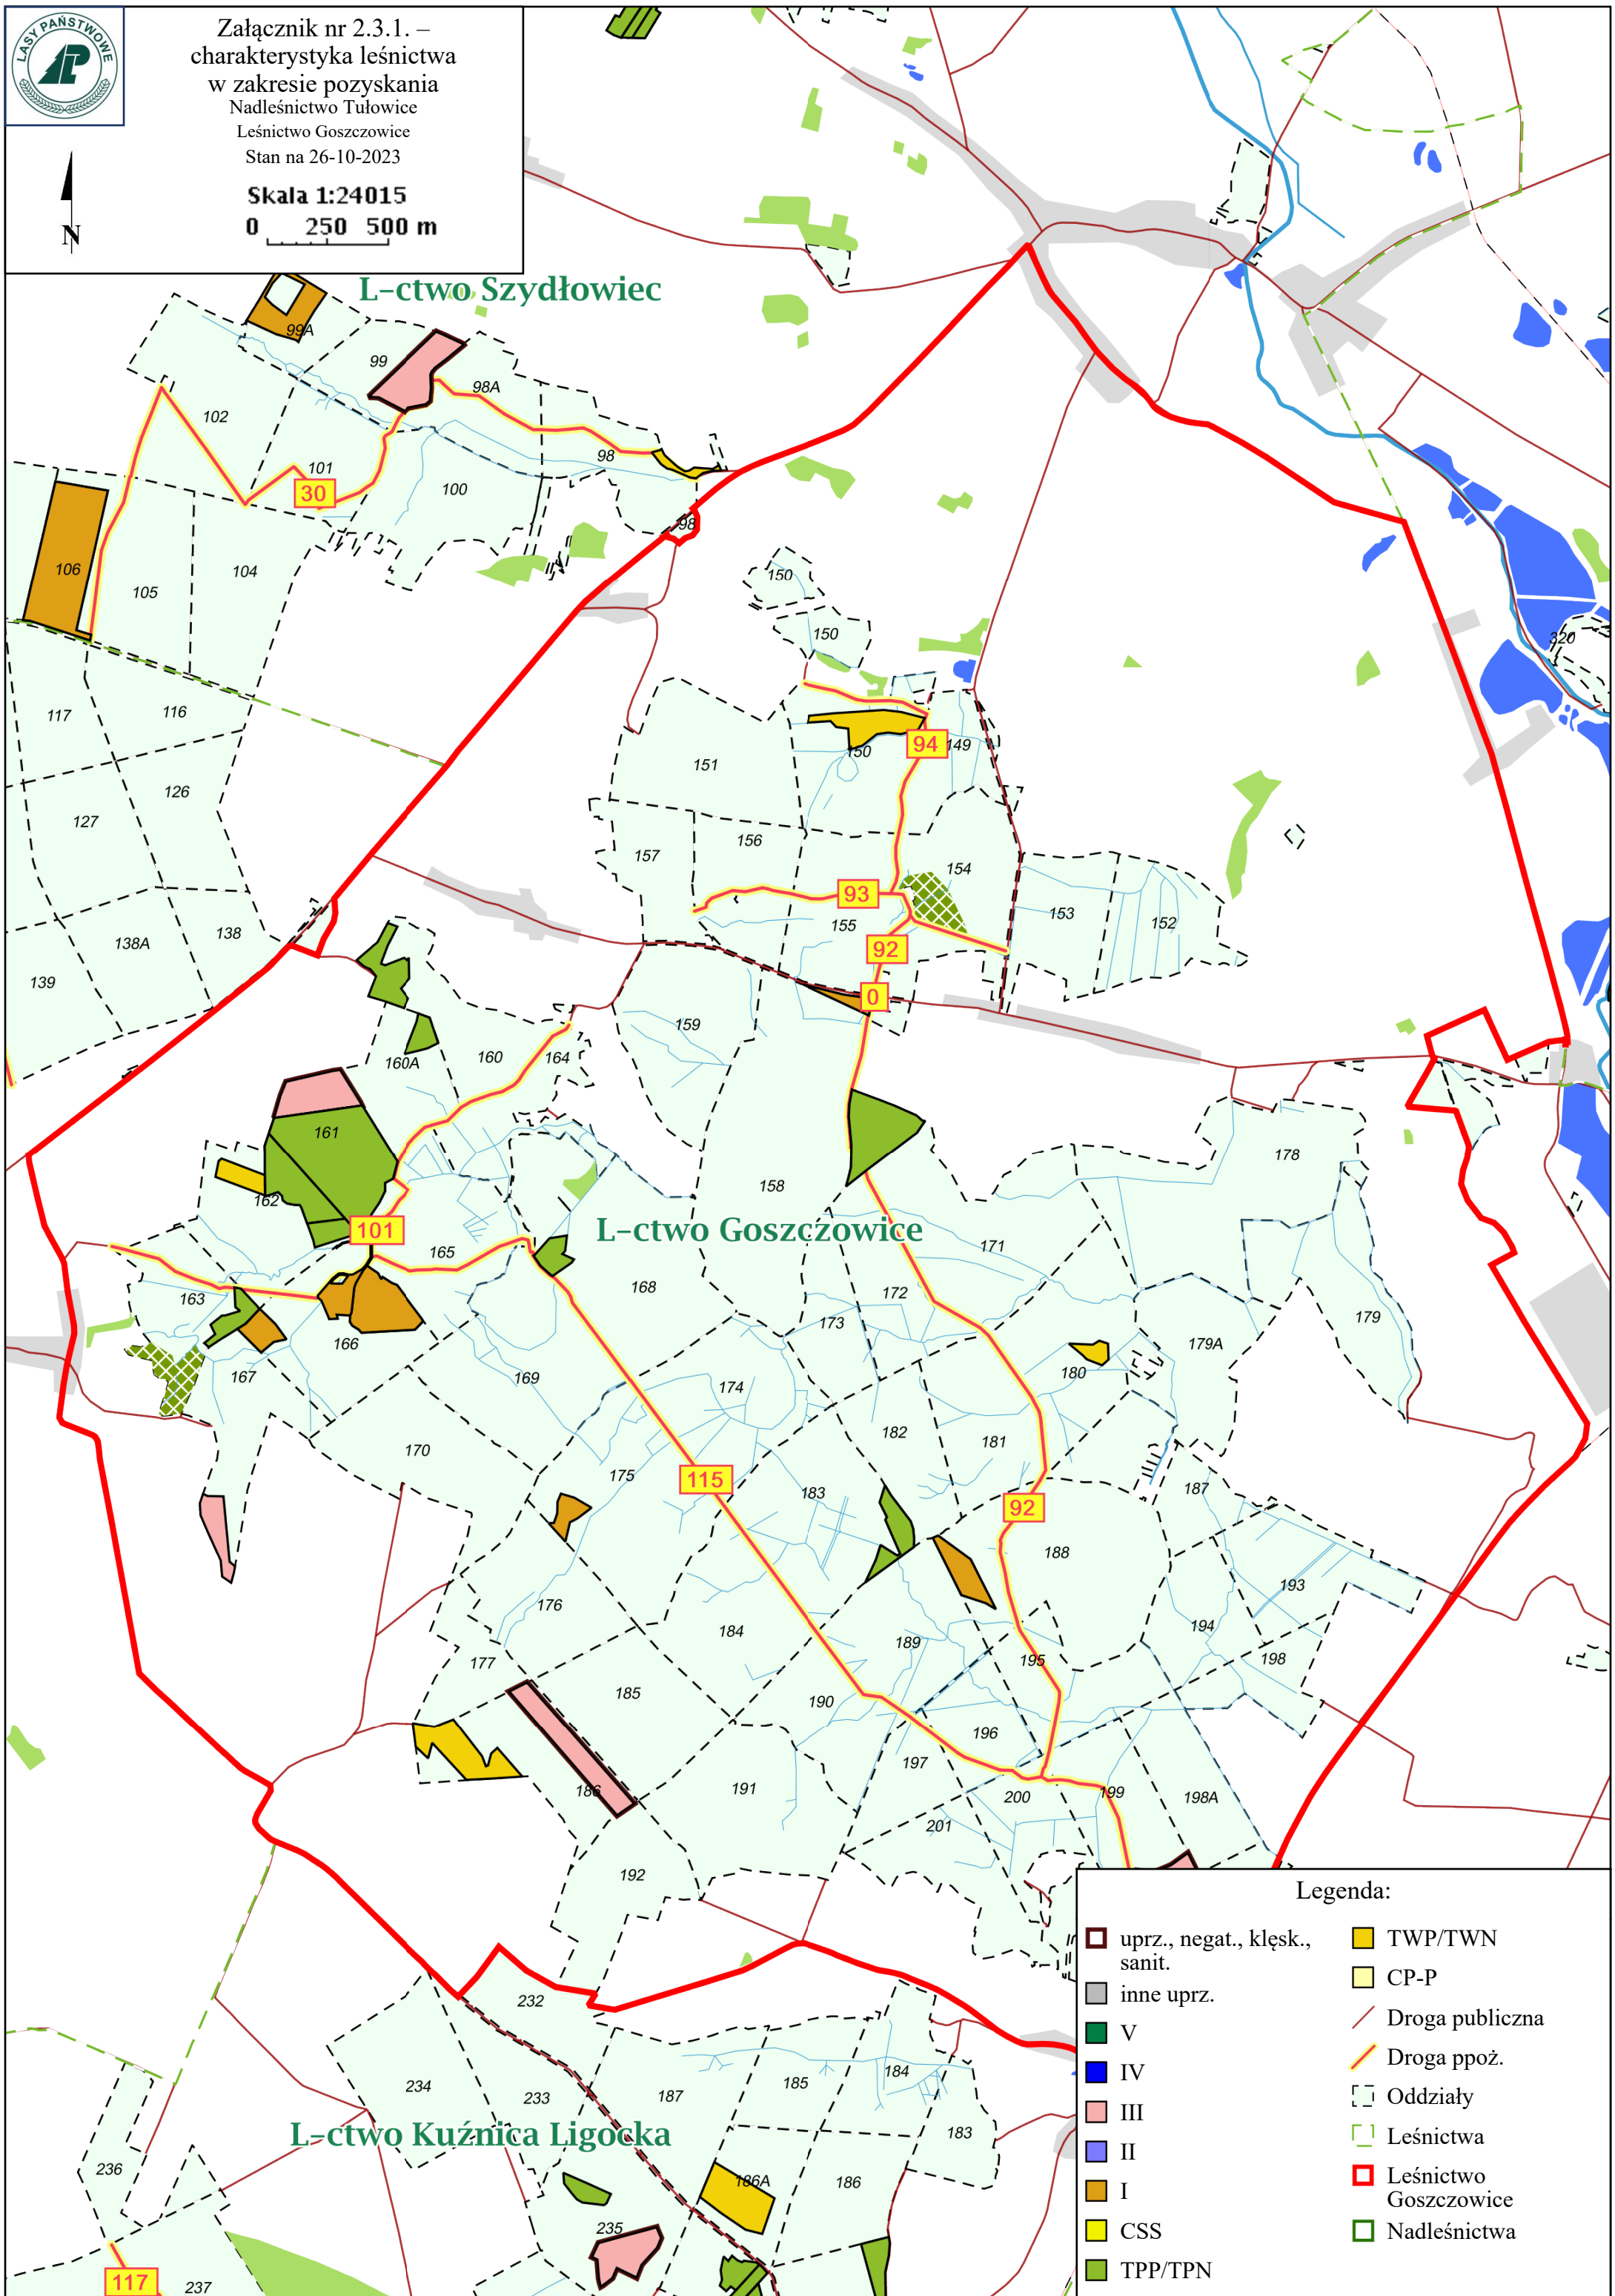 LASY PAŃSTWOWE
Załącznik nr 2.3.1. –
charakterystyka leśnictwa
w zakresie pozyskania
Nadleśnictwo Tułowice
Leśnictwo Goszczowice
Stan na 26-10-2023
Skala 1:24015
0 250 500 m
N
L-ctwo Szydłowiec
99A
99
98A
102
98
101
30
100
98
106
105
104
150
150
320
117
116
94
149
150
151
126
127
156
157
154
93
153
152
155
138
138A
92
139
0
159
160
164
160A
161
178
158
162
101
L-ctwo Goszczowice
165
171
168
172
163
173
179
166
179A
167
169
180
174
182
181
170
175
115
183
187
92
188
193
176
194
184
189
177
195
198
185
190
196
197
186
191
200
199
198A
201
192
232
184
185
234
233
187
L-ctwo Kuźnica Ligocka
183
236
186A
186
235
117
237
Legenda:
uprz., negat., klęsk.,
sanit.
inne uprz.
V
IV
III
II
I
CSS
TPP/TPN
TWP/TWN
CP-P
Droga publiczna
Droga ppoż.
Oddziały
Leśnictwa
Leśnictwo
Goszczowice
Nadleśnictwa